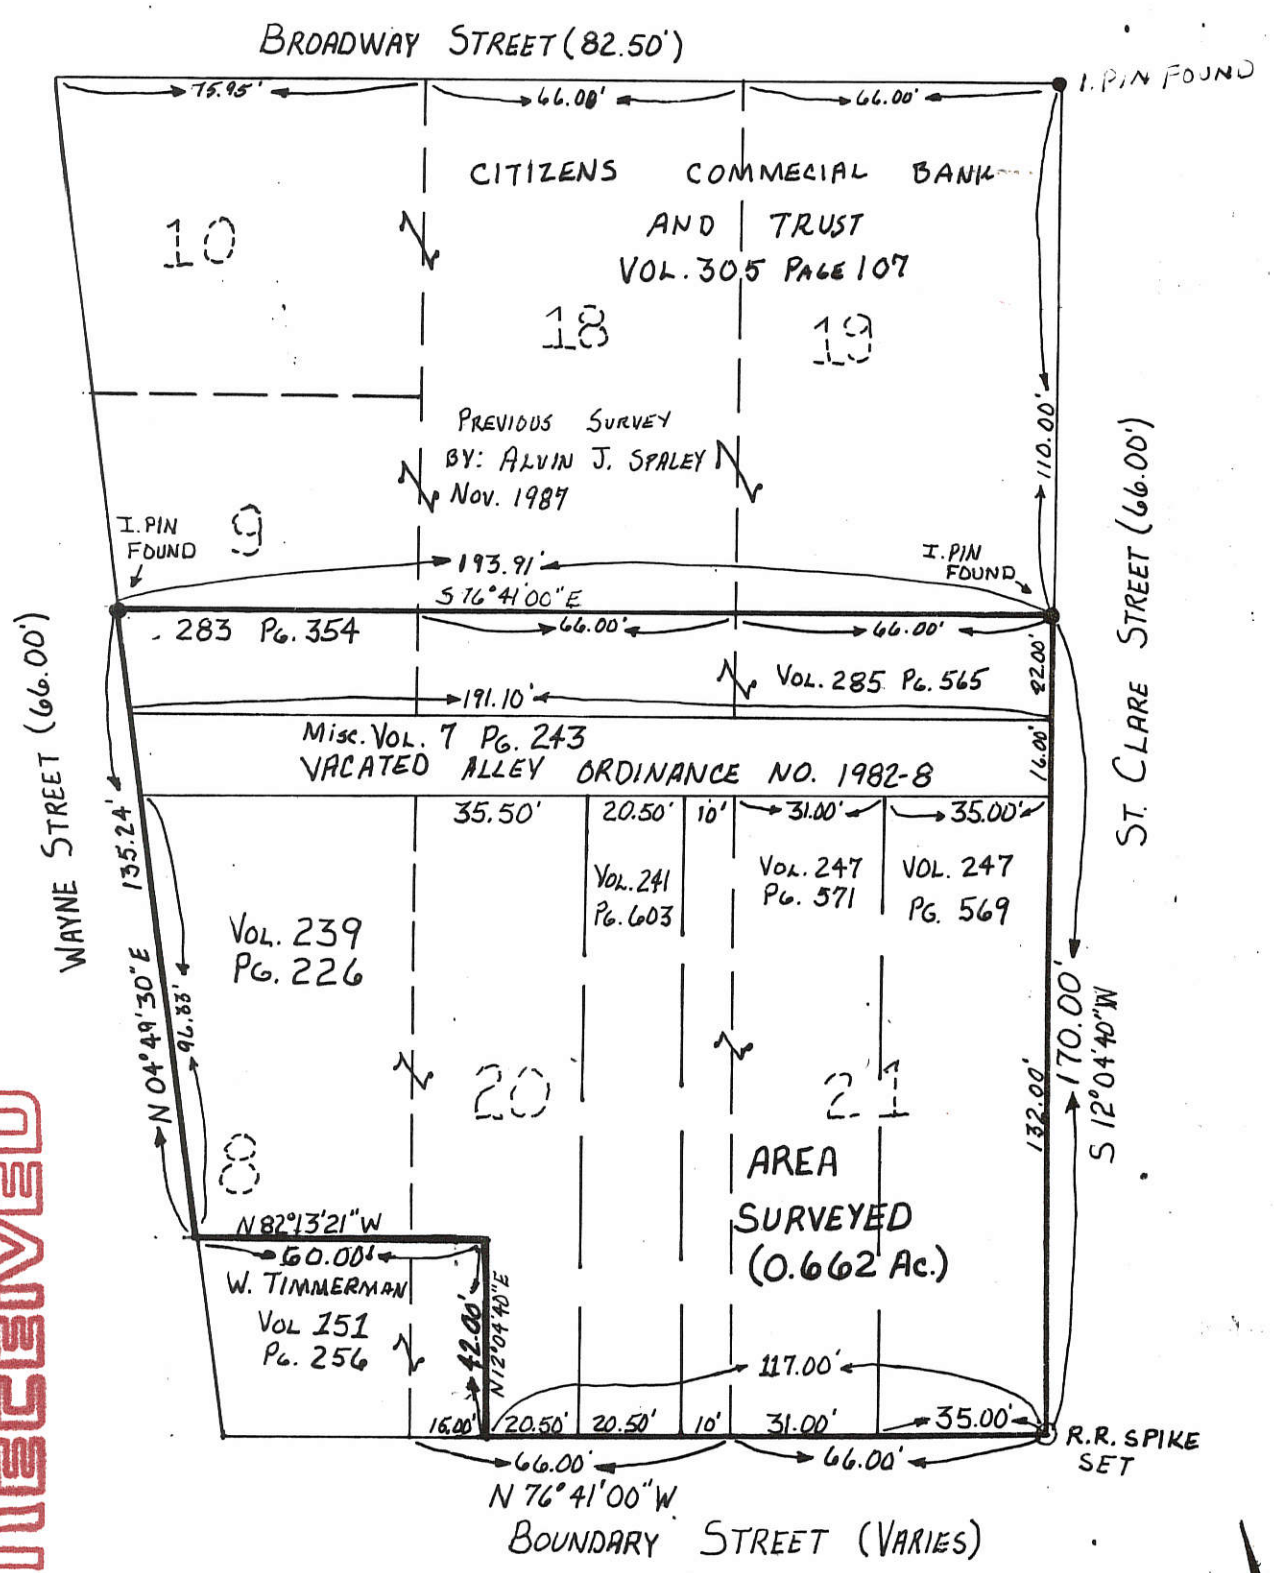 BROADWAY STREET (82.50')
75.95'
66.00'
66.00'
I. PIN FOUND
CITIZENS COMMECIAL BANK
AND TRUST
VOL. 305 PAGE 107
10
18
19
110.00'
PREVIOUS SURVEY
BY: ALVIN J. SPALEY
NOV. 1987
I. PIN
FOUND
9
I. PIN
FOUND
193.91'
S 76°41'00" E
283 PG. 354
66.00'
66.00'
22.00'
VOL. 285 PG. 565
191.10'
MISC. VOL. 7 PG. 243
VACATED ALLEY ORDINANCE NO. 1982-8
16.00'
WAYNE STREET (66.00')
ST. CLARE STREET (66.00')
35.50'
20.50'
10'
31.00'
35.00'
135.24'
N 04°49'30" E
96.33'
VOL. 239
PG. 226
VOL. 241
PG. 603
VOL. 247
PG. 571
VOL. 247
PG. 569
170.00'
S 12°04'40" W
132.00'
20
21
8
AREA
SURVEYED
(0.662 AC.)
N 82°13'21" W
60.00'
W. TIMMERMAN
VOL 151
PG. 256
42.00'
N 12°04'40" E
117.00'
16.00'
20.50'
20.50'
10'
31.00'
35.00'
66.00'
66.00'
R.R. SPIKE
SET
N 76°41'00" W
BOUNDARY STREET (VARIES)
RECEIVED